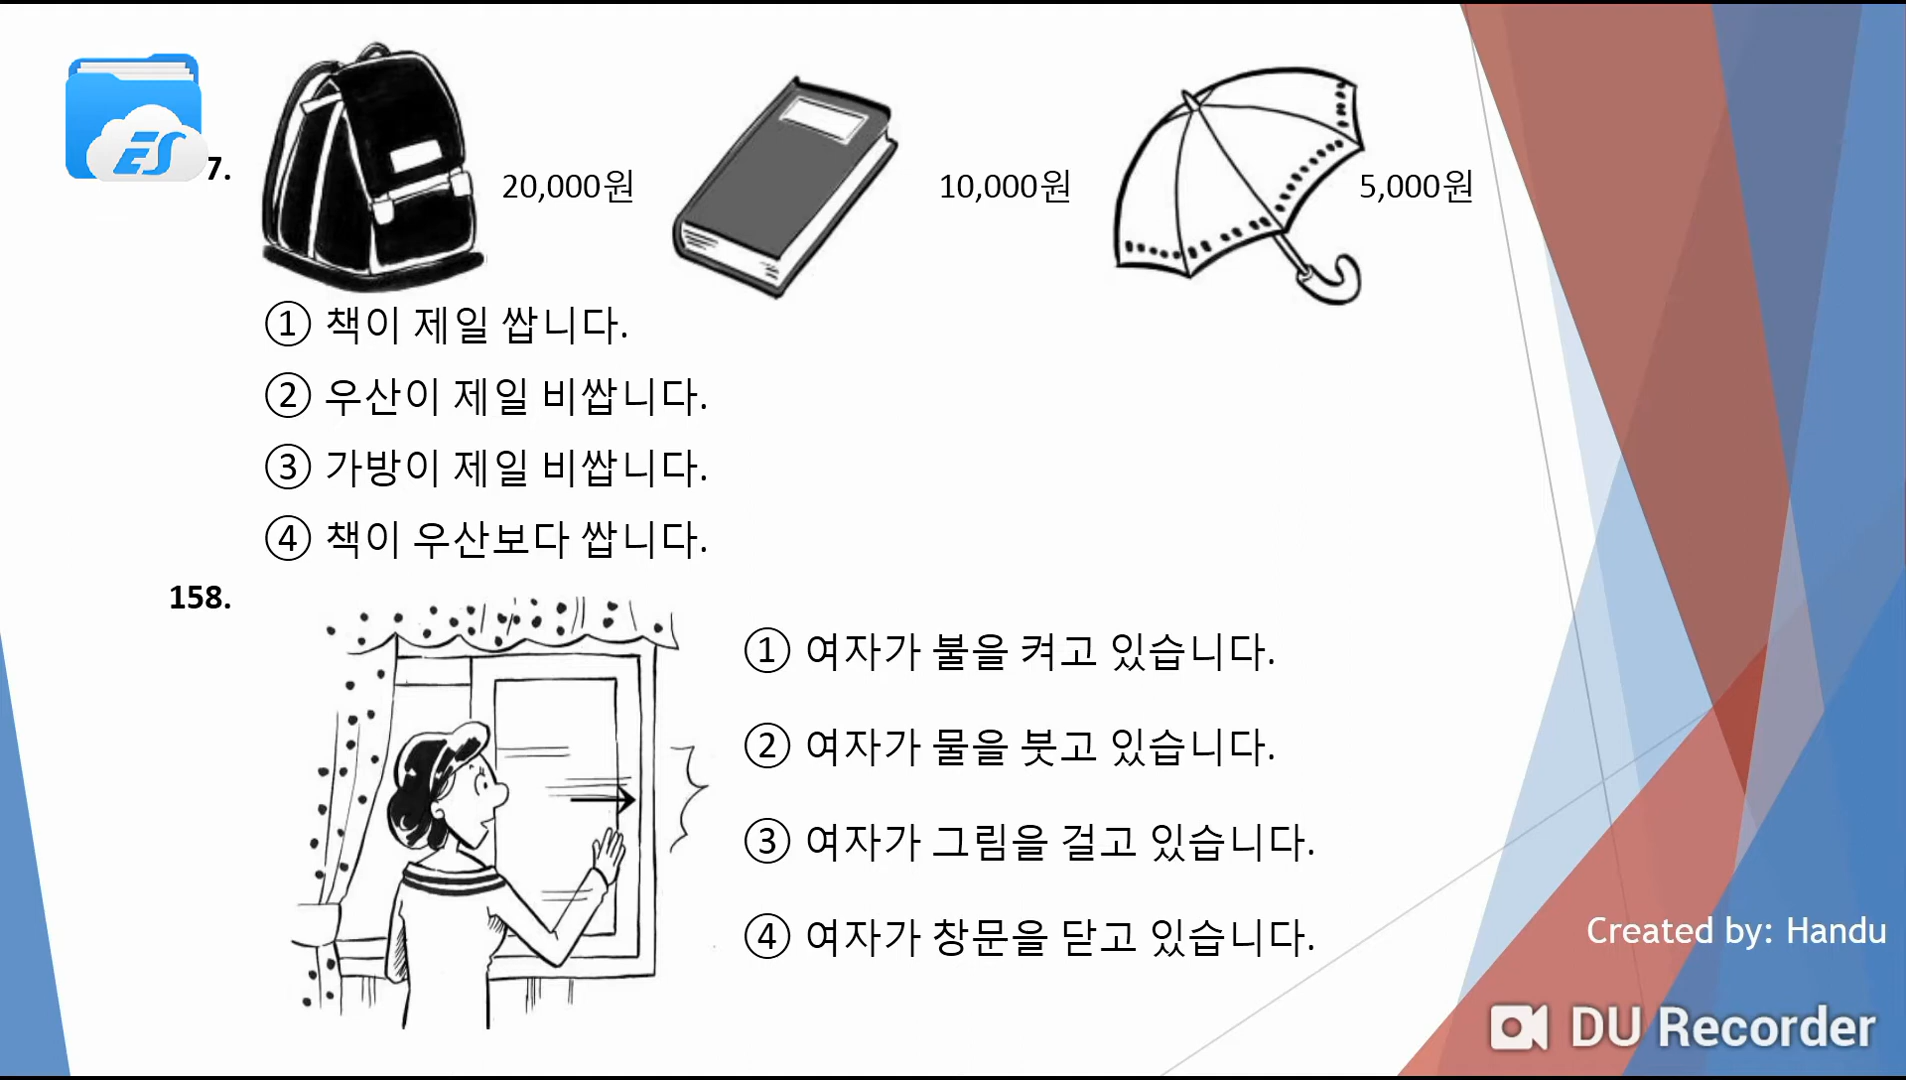 ES
7.
20,000원
10,000원
5,000원
① 책이 제일 쌉니다.
② 우산이 제일 비쌉니다.
③ 가방이 제일 비쌉니다.
④ 책이 우산보다 쌉니다.
158.
① 여자가 불을 켜고 있습니다.
② 여자가 물을 붓고 있습니다.
③ 여자가 그림을 걸고 있습니다.
④ 여자가 창문을 닫고 있습니다.
Created by: Handu
DU Recorder